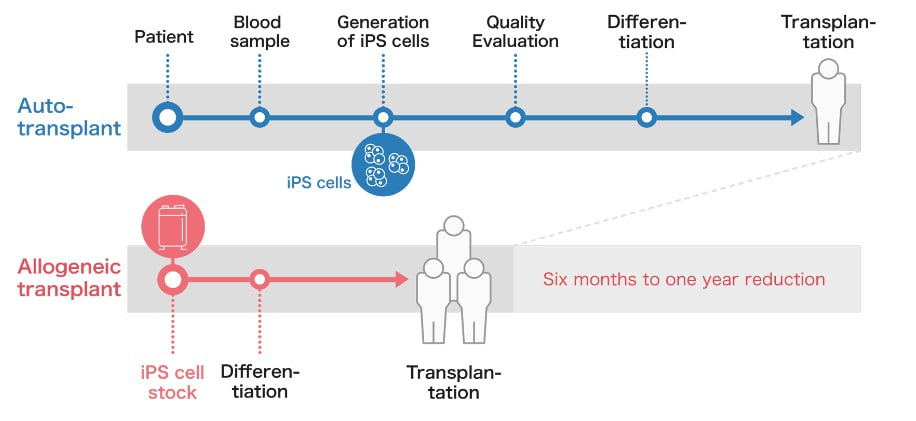 Patient
Blood
sample
Generation
of iPS cells
Quality
Evaluation
Differen-
tiation
Transplan-
tation
Auto-
transplant
iPS cells
Allogeneic
transplant
Six months to one year reduction
iPS cell
stock
Differen-
tiation
Transplan-
tation